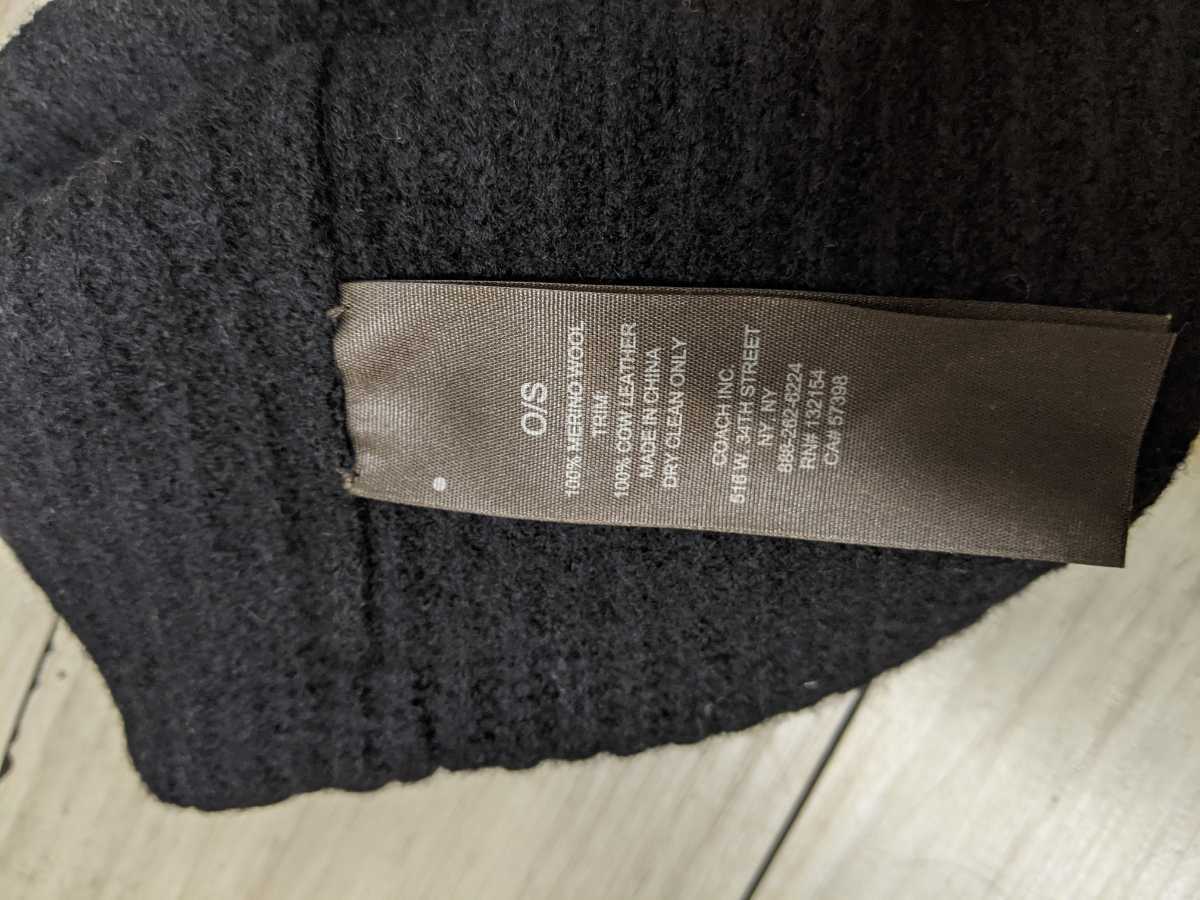 O/S
100% MERINO WOOL
TRIM:
100% COW LEATHER
MADE IN CHINA
DRY CLEAN ONLY
COACH INC.
516 W. 34TH STREET
NY, NY
888-262-6224
RN# 132154
CA# 57398